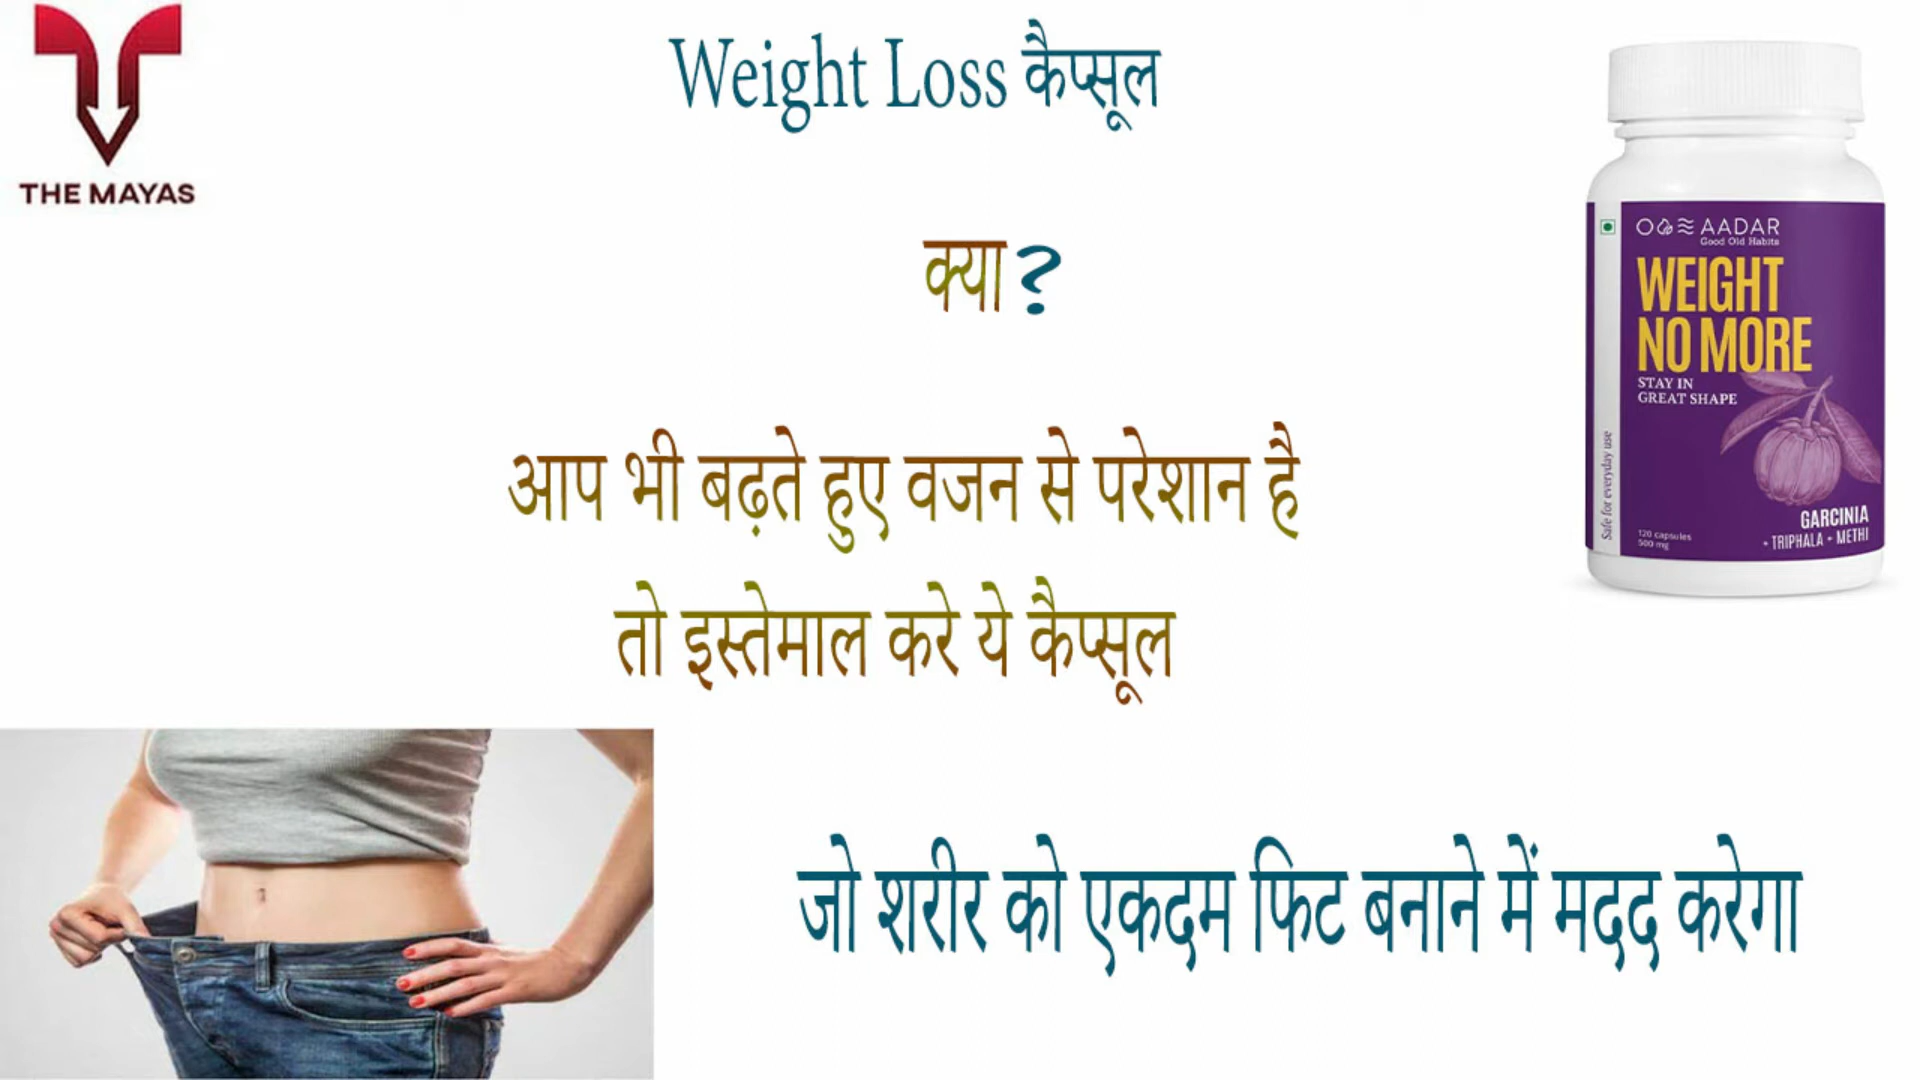 THE MAYAS
Weight Loss कैप्सूल
क्या?
आप भी बढ़ते हुए वजन से परेशान है
तो इस्तेमाल करे ये कैप्सूल
जो शरीर को एकदम फिट बनाने में मदद करेगा
AADAR
Good Old Habits
WEIGHT
NO MORE
STAY IN
GREAT SHAPE
Safe for everyday use
120 capsules
500 mg
GARCINIA
+ TRIPHALA + METHI